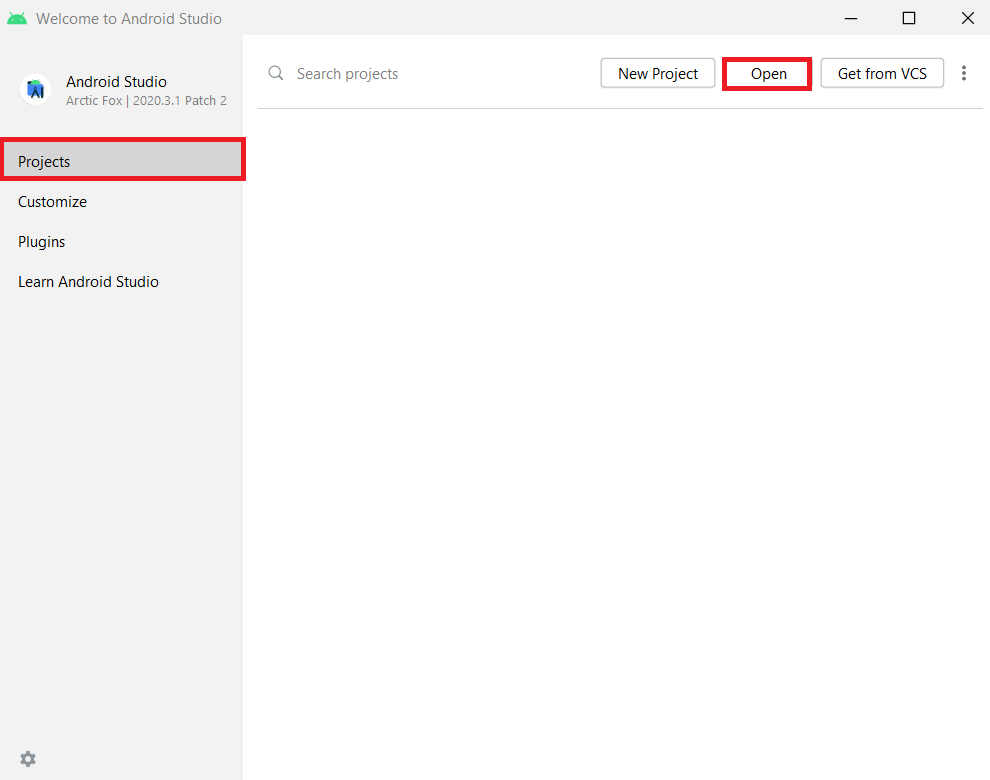 Welcome to Android Studio
Android Studio
Arctic Fox | 2020.3.1 Patch 2
Projects
Customize
Plugins
Learn Android Studio
Search projects
New Project
Open
Get from VCS